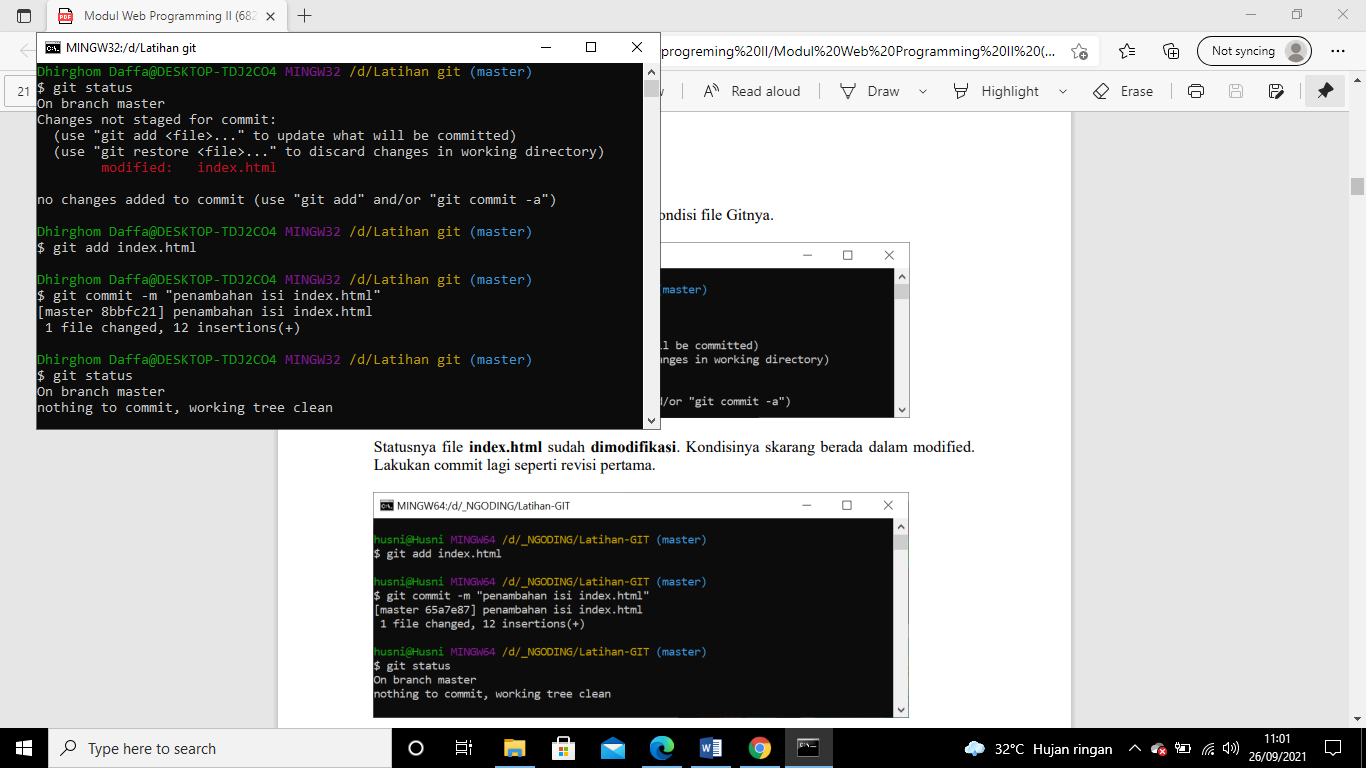 Modul Web Programming II (682
MINGW32:/d/Latihan git
Dhirghom Daffa@DESKTOP-TDJ2CO4 MINGW32 /d/Latihan git (master)
$ git status
On branch master
Changes not staged for commit:
  (use "git add <file>..." to update what will be committed)
  (use "git restore <file>..." to discard changes in working directory)
        modified:   index.html
no changes added to commit (use "git add" and/or "git commit -a")
Dhirghom Daffa@DESKTOP-TDJ2CO4 MINGW32 /d/Latihan git (master)
$ git add index.html
Dhirghom Daffa@DESKTOP-TDJ2CO4 MINGW32 /d/Latihan git (master)
$ git commit -m "penambahan isi index.html"
[master 8bbfc21] penambahan isi index.html
 1 file changed, 12 insertions(+)
Dhirghom Daffa@DESKTOP-TDJ2CO4 MINGW32 /d/Latihan git (master)
$ git status
On branch master
nothing to commit, working tree clean
progreming%20II/Modul%20Web%20Programming%20II%20(...
Not syncing
21
Read aloud
Draw
Highlight
Erase
ondisi file Gitnya.
master)
ll be committed)
anges in working directory)
d/or "git commit -a")
Statusnya file index.html sudah dimodifikasi. Kondisinya skarang berada dalam modified.
Lakukan commit lagi seperti revisi pertama.
MINGW64:/d/_NGODING/Latihan-GIT
husni@Husni MINGW64 /d/_NGODING/Latihan-GIT (master)
$ git add index.html
husni@Husni MINGW64 /d/_NGODING/Latihan-GIT (master)
$ git commit -m "penambahan isi index.html"
[master 65a7e87] penambahan isi index.html
 1 file changed, 12 insertions(+)
husni@Husni MINGW64 /d/_NGODING/Latihan-GIT (master)
$ git status
On branch master
nothing to commit, working tree clean
Type here to search
32°C Hujan ringan
11:01
26/09/2021